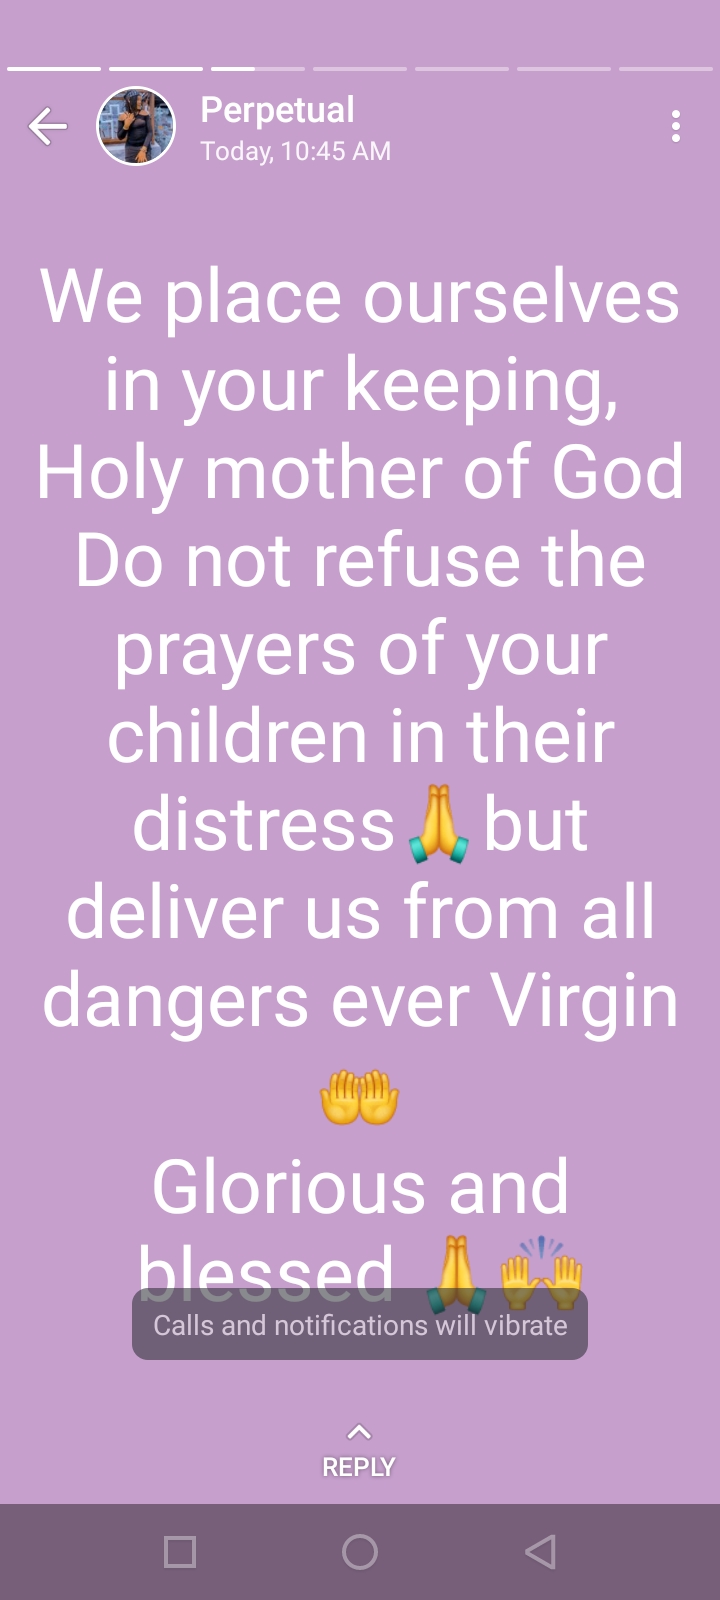 Perpetual
Today, 10:45 AM
We place ourselves
in your keeping,
Holy mother of God
Do not refuse the
prayers of your
children in their
distress🙏but
deliver us from all
dangers ever Virgin
🤲
Glorious and
blessed 🙏🙌
Calls and notifications will vibrate
REPLY